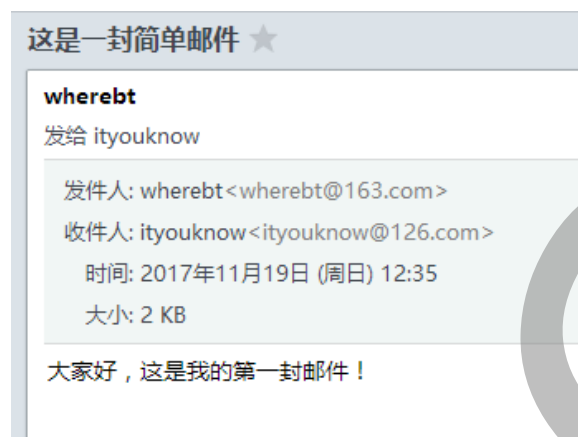 这是一封简单邮件
wherebt
发给 ityouknow
发件人: wherebt<wherebt@163.com>
收件人: ityouknow<ityouknow@126.com>
时间: 2017年11月19日 (周日) 12:35
大小: 2 KB
大家好，这是我的第一封邮件！